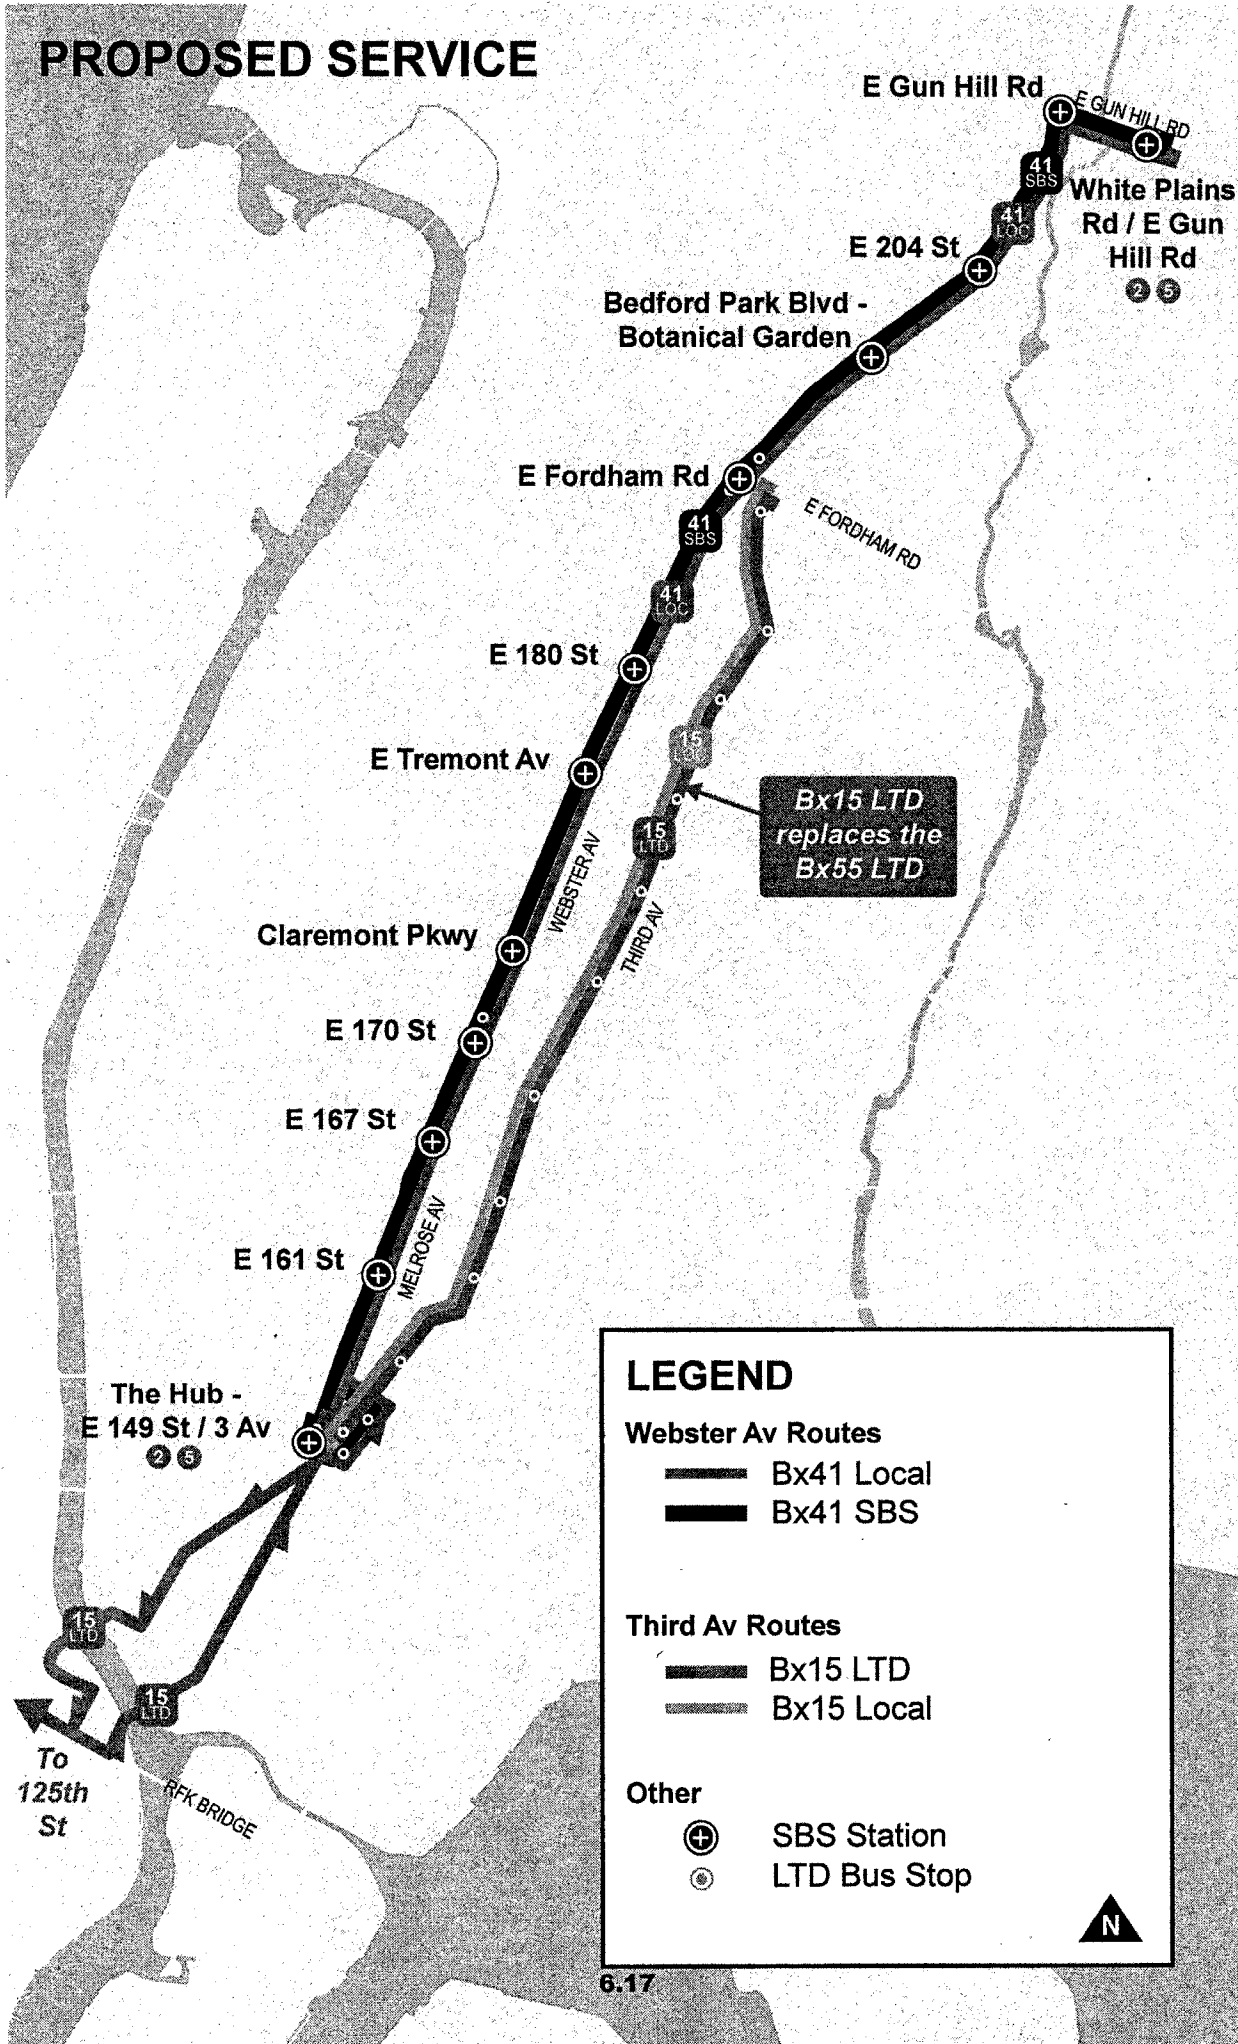 PROPOSED SERVICE
E Gun Hill Rd
E GUN HILL RD
41
SBS
White Plains
Rd / E Gun
Hill Rd
2 5
41
LOC
E 204 St
Bedford Park Blvd -
Botanical Garden
E Fordham Rd
E FORDHAM RD
41
SBS
41
LOC
E 180 St
15
E Tremont Av
Bx15 LTD
replaces the
Bx55 LTD
15
LTD
WEBSTER AV
THIRD AV
Claremont Pkwy
E 170 St
E 167 St
MELROSE AV
E 161 St
The Hub -
E 149 St / 3 Av
2 5
15
LTD
15
LTD
To
125th
St
RFK BRIDGE
LEGEND
Webster Av Routes
Bx41 Local
Bx41 SBS
Third Av Routes
Bx15 LTD
Bx15 Local
Other
SBS Station
LTD Bus Stop
N
6.17